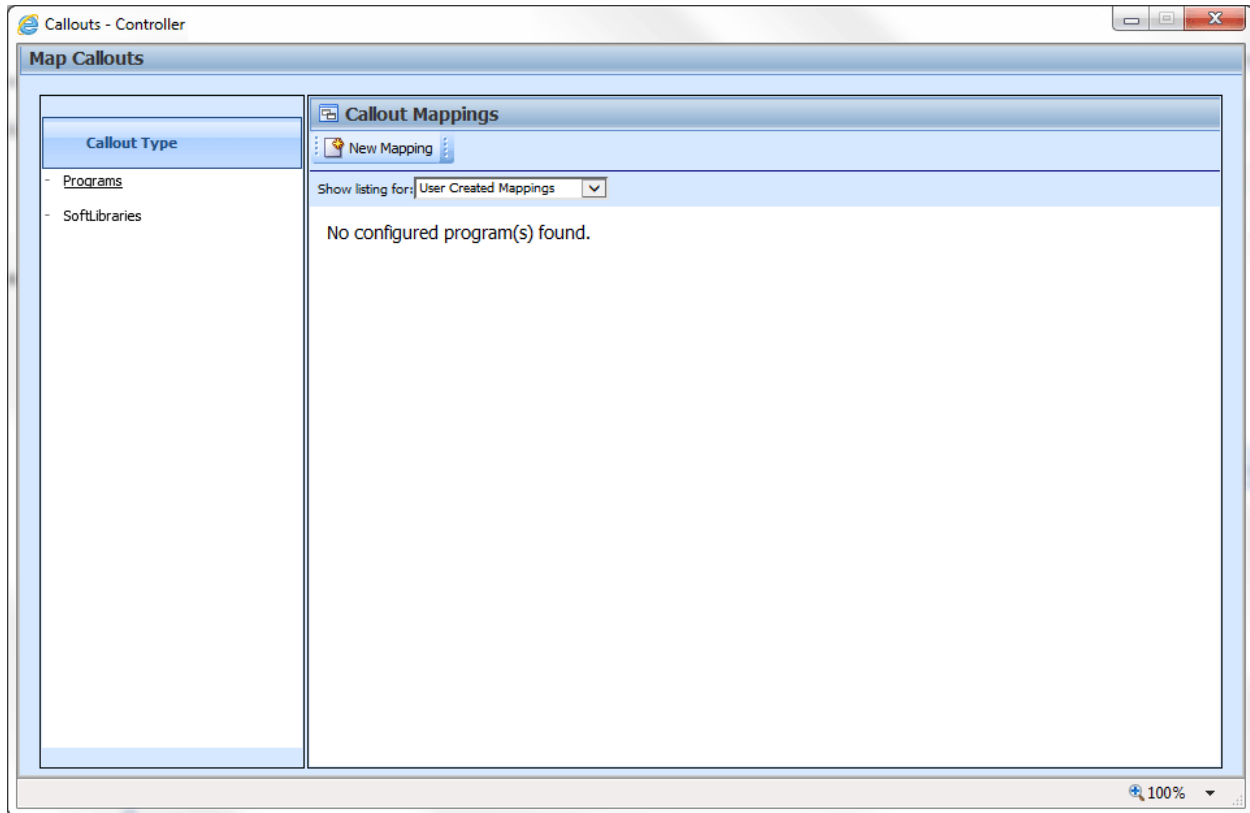 Callouts - Controller
Map Callouts
Callout Type
- Programs
- SoftLibraries
Callout Mappings
New Mapping
Show listing for: User Created Mappings
No configured program(s) found.
100%